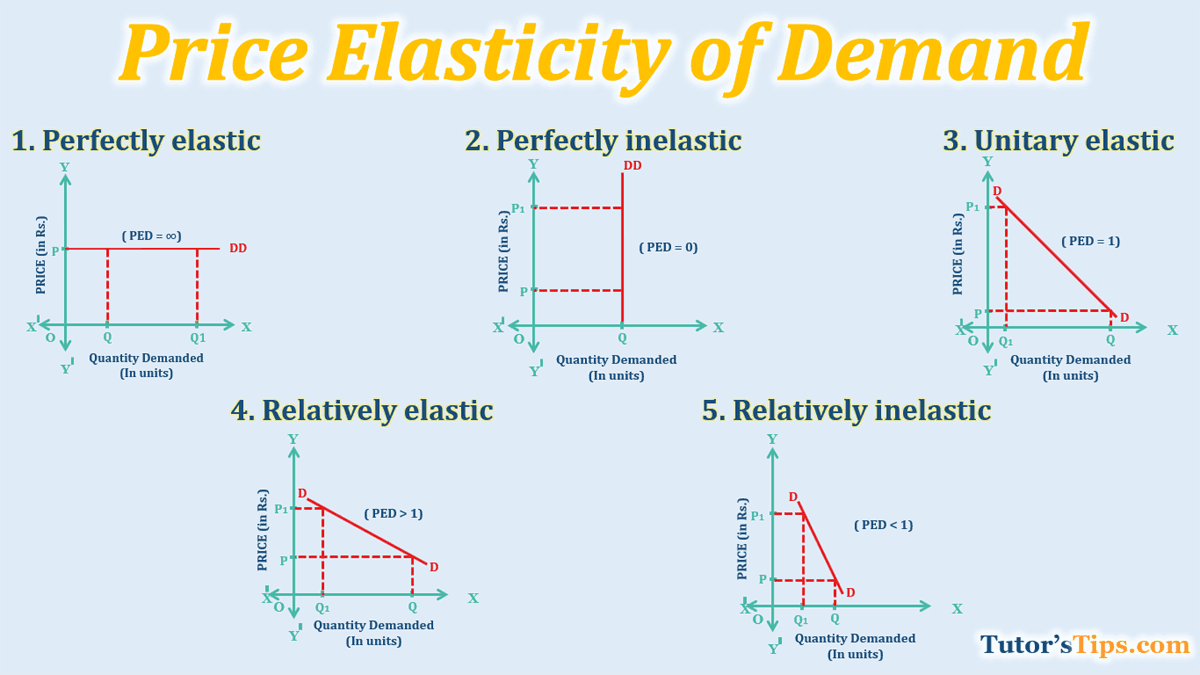 Price Elasticity of Demand
1. Perfectly elastic
Y
PRICE (in Rs.)
( PED = ∞)
P
DD
X'
O
Q
Q1
X
Y'
Quantity Demanded
(In units)
2. Perfectly inelastic
Y
DD
PRICE (in Rs.)
P1
( PED = 0)
P
X'
O
Q
X
Y'
Quantity Demanded
(In units)
3. Unitary elastic
Y
D
PRICE (in Rs.)
P1
( PED = 1)
P
D
X'
O
Q1
Q
X
Y'
Quantity Demanded
(In units)
4. Relatively elastic
Y
D
PRICE (in Rs.)
P1
( PED > 1)
P
D
X'
O
Q1
Q
X
Y'
Quantity Demanded
(In units)
5. Relatively inelastic
Y
D
PRICE (in Rs.)
P1
( PED < 1)
P
D
X'
O
Q1
Q
X
Y'
Quantity Demanded
(In units)
Tutor'sTips.com